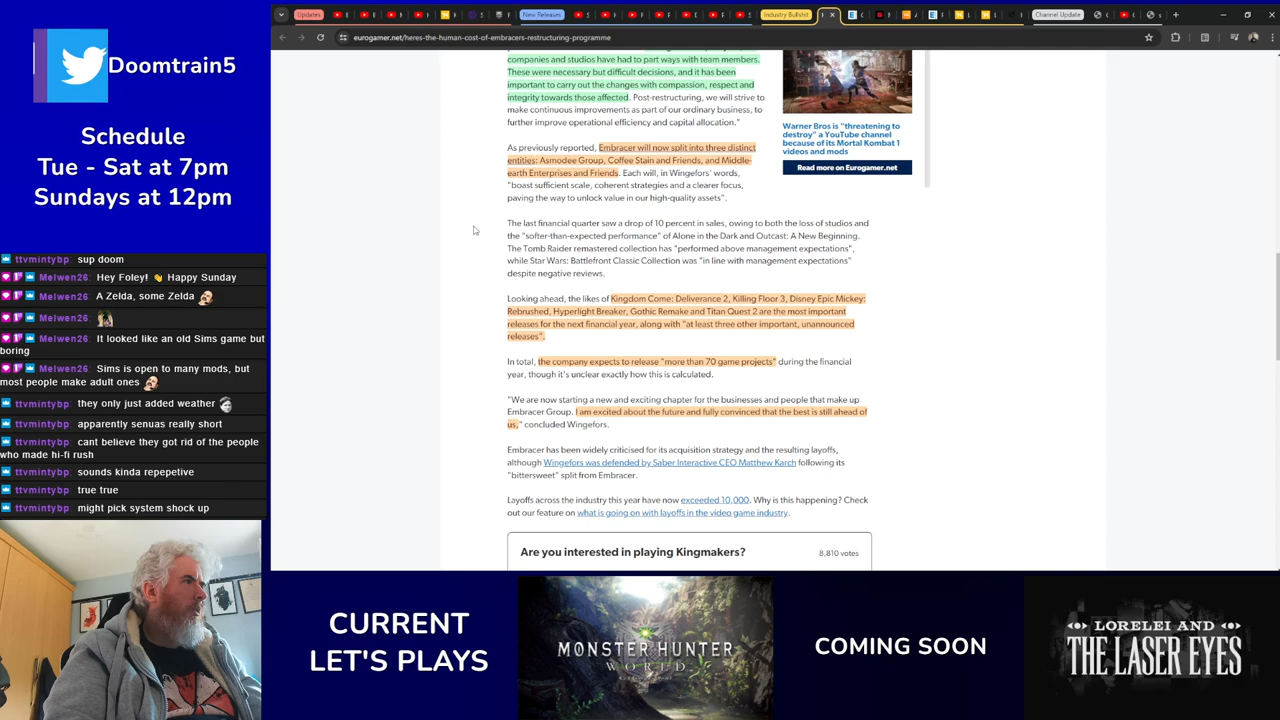 Doomtrain5
Schedule
Tue - Sat at 7pm
Sundays at 12pm
ttvmintybp: sup doom
Melwen26: Hey Foley! 👋 Happy Sunday
Melwen26: A Zelda, some Zelda
Melwen26:
Melwen26: It looked like an old Sims game but
boring
Melwen26: Sims is open to many mods, but
most people make adult ones
ttvmintybp: they only just added weather
ttvmintybp: apparently senuas really short
ttvmintybp: cant believe they got rid of the people
who made hi-fi rush
ttvmintybp: sounds kinda repepetive
ttvmintybp: true true
ttvmintybp: might pick system shock up
Updates
New Releases
Industry Bullshit
Channel Update
eurogamer.net/heres-the-human-cost-of-embracers-restructuring-programme
companies and studios have had to part ways with team members.
These were necessary but difficult decisions, and it has been
important to carry out the changes with compassion, respect and
integrity towards those affected. Post-restructuring, we will strive to
make continuous improvements as part of our ordinary business, to
further improve operational efficiency and capital allocation."
As previously reported, Embracer will now split into three distinct
entities: Asmodee Group, Coffee Stain and Friends, and Middle-
earth Enterprises and Friends. Each will, in Wingefors' words,
"boast sufficient scale, coherent strategies and a clearer focus,
paving the way to unlock value in our high-quality assets".
The last financial quarter saw a drop of 10 percent in sales, owing to both the loss of studios and
the "softer-than-expected performance" of Alone in the Dark and Outcast: A New Beginning.
The Tomb Raider remastered collection has "performed above management expectations",
while Star Wars: Battlefront Classic Collection was "in line with management expectations"
despite negative reviews.
Looking ahead, the likes of Kingdom Come: Deliverance 2, Killing Floor 3, Disney Epic Mickey:
Rebrushed, Hyperlight Breaker, Gothic Remake and Titan Quest 2 are the most important
releases for the next financial year, along with "at least three other important, unannounced
releases".
In total, the company expects to release "more than 70 game projects" during the financial
year, though it's unclear exactly how this is calculated.
"We are now starting a new and exciting chapter for the businesses and people that make up
Embracer Group. I am excited about the future and fully convinced that the best is still ahead of
us," concluded Wingefors.
Embracer has been widely criticised for its acquisition strategy and the resulting layoffs,
although Wingefors was defended by Saber Interactive CEO Matthew Karch following its
"bittersweet" split from Embracer.
Layoffs across the industry this year have now exceeded 10,000. Why is this happening? Check
out our feature on what is going on with layoffs in the video game industry.
Are you interested in playing Kingmakers?
8,810 votes
Warner Bros is "threatening to
destroy" a YouTube channel
because of its Mortal Kombat 1
videos and mods
Read more on Eurogamer.net
CURRENT
LET'S PLAYS
MONSTER HUNTER
WORLD
COMING SOON
LORELEI AND
THE LASER EYES